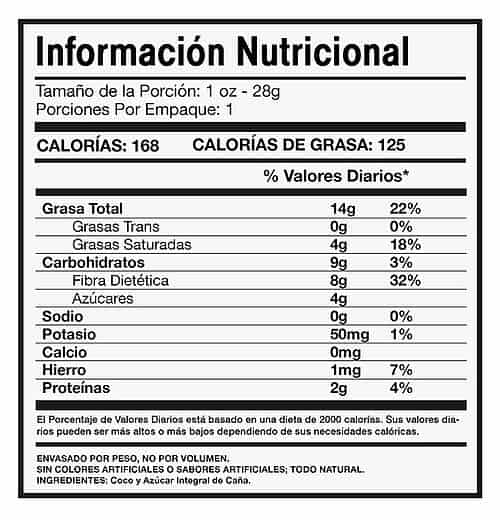 Información Nutricional
Tamaño de la Porción: 1 oz - 28g
Porciones Por Empaque: 1
CALORÍAS: 168 CALORÍAS DE GRASA: 125
% Valores Diarios*
Grasa Total 14g 22%
Grasas Trans 0g 0%
Grasas Saturadas 4g 18%
Carbohidratos 9g 3%
Fibra Dietética 8g 32%
Azúcares 4g
Sodio 0g 0%
Potasio 50mg 1%
Calcio 0mg
Hierro 1mg 7%
Proteínas 2g 4%
El Porcentaje de Valores Diarios está basado en una dieta de 2000 calorías. Sus valores dia-
rios pueden ser más altos o más bajos dependiendo de sus necesidades calóricas.
ENVASADO POR PESO, NO POR VOLUMEN.
SIN COLORES ARTIFICIALES O SABORES ARTIFICIALES; TODO NATURAL.
INGREDIENTES: Coco y Azúcar Integral de Caña.